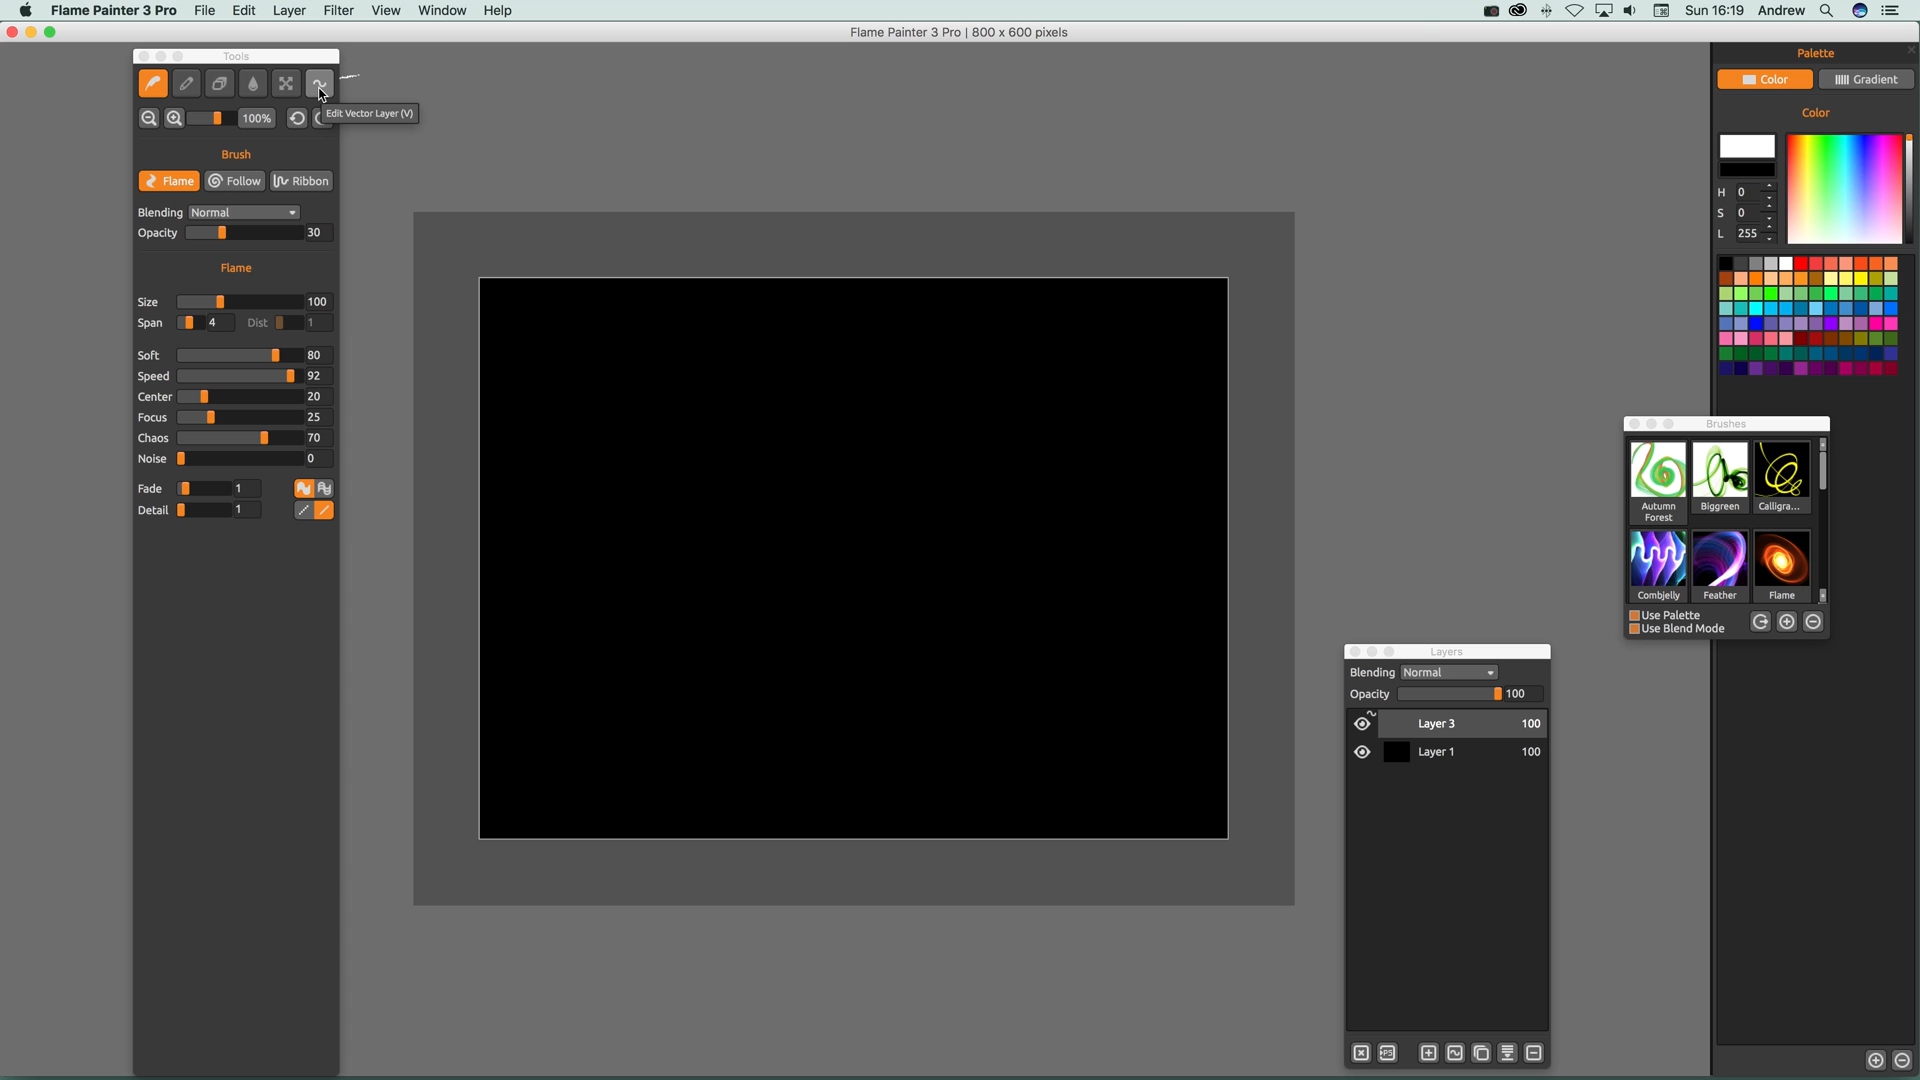 Flame Painter 3 Pro File Edit Layer Filter View Window Help Sun 16:19 Andrew
Flame Painter 3 Pro | 800 x 600 pixels
Tools
100%
Edit Vector Layer (V)
Brush
Flame Follow Ribbon
Blending Normal
Opacity 30
Flame
Size 100
Span 4 Dist 1
Soft 80
Speed 92
Center 20
Focus 25
Chaos 70
Noise 0
Fade 1
Detail 1
Palette
Color Gradient
Color
H 0
S 0
L 255
Brushes
Autumn Forest
Biggreen
Calligra...
Combjelly
Feather
Flame
Use Palette
Use Blend Mode
Layers
Blending Normal
Opacity 100
Layer 3 100
Layer 1 100
PS